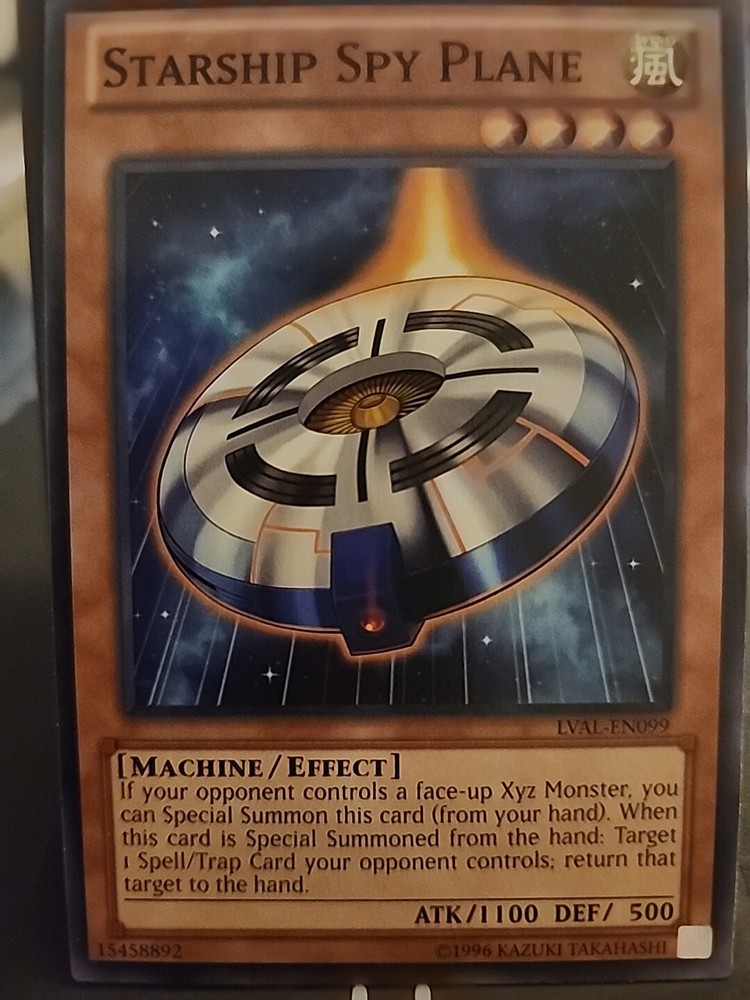 STARSHIP SPY PLANE
風
LVAL-EN099
[MACHINE/EFFECT]
If your opponent controls a face-up Xyz Monster, you
can Special Summon this card (from your hand). When
this card is Special Summoned from the hand: Target
1 Spell/Trap Card your opponent controls; return that
target to the hand.
ATK/1100 DEF/ 500
15458892
©1996 KAZUKI TAKAHASHI